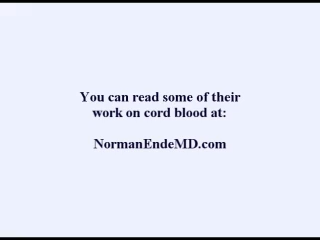 You can read some of their
work on cord blood at:
NormanEndeMD.com